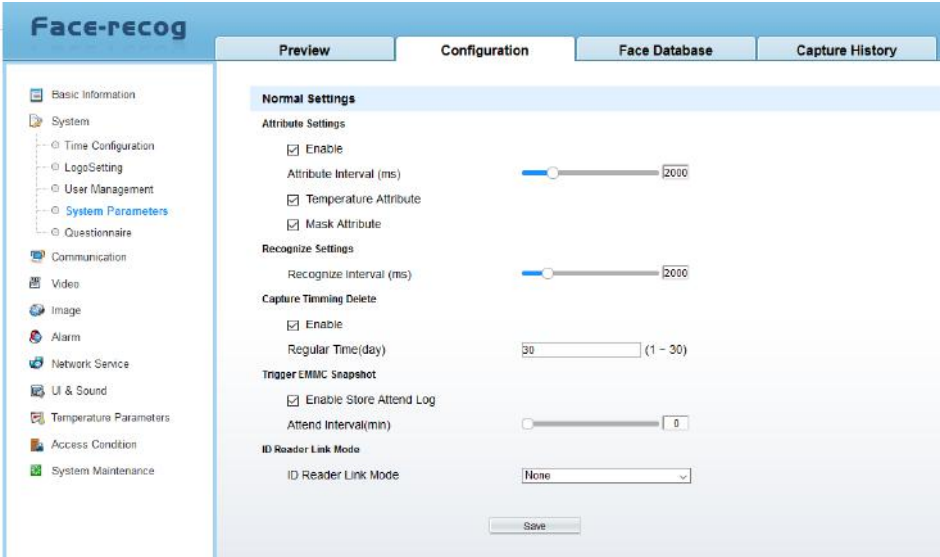 Face-recog
Preview Configuration Face Database Capture History
Basic Information
System
Time Configuration
LogoSetting
User Management
System Parameters
Questionnaire
Communication
Video
Image
Alarm
Network Service
UI & Sound
Temperature Parameters
Access Condition
System Maintenance
Normal Settings
Attribute Settings
Enable
Attribute Interval (ms) 2000
Temperature Attribute
Mask Attribute
Recognize Settings
Recognize Interval (ms) 2000
Capture Timming Delete
Enable
Regular Time(day) 30 (1 ~ 30)
Trigger EMMC Snapshot
Enable Store Attend Log
Attend Interval(min) 0
ID Reader Link Mode
ID Reader Link Mode None
Save